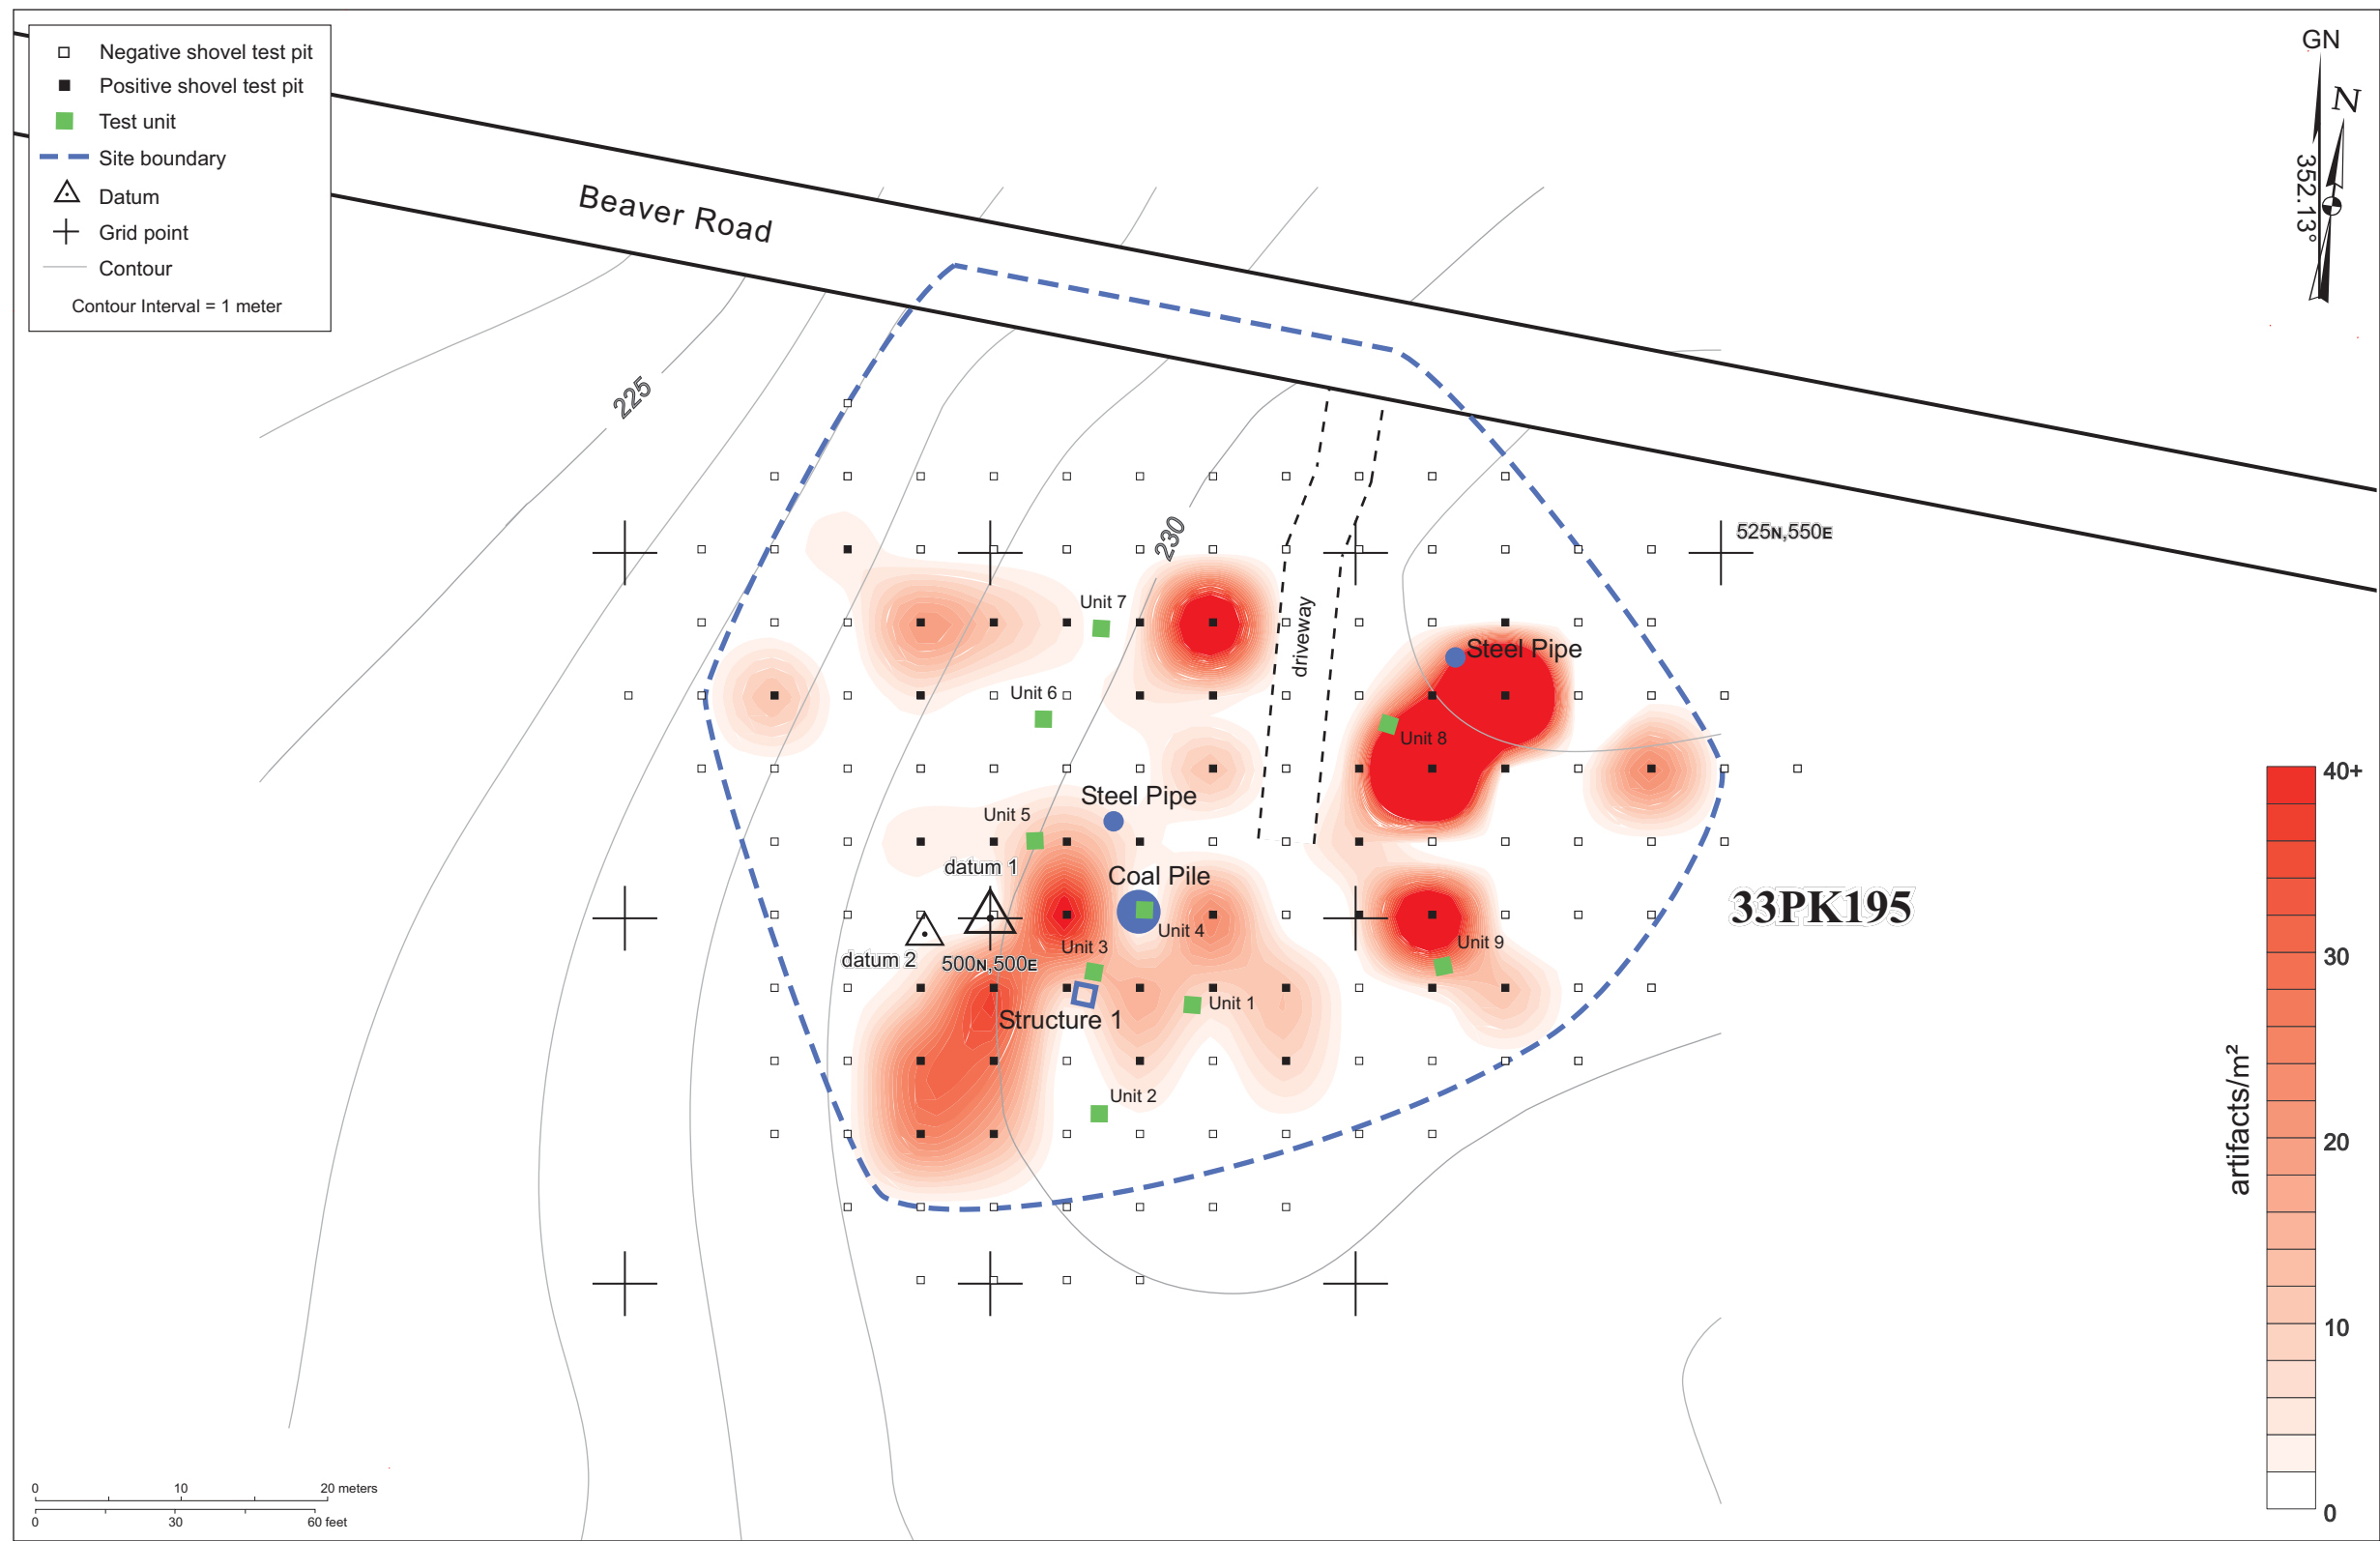 Negative shovel test pit
Positive shovel test pit
Test unit
Site boundary
Datum
Grid point
Contour
Contour Interval = 1 meter
GN
N
352.13°
Beaver Road
225
230
525N,550E
Unit 7
driveway
Steel Pipe
Unit 6
Unit 8
Steel Pipe
Unit 5
datum 1
Coal Pile
33PK195
Unit 4
Unit 3
Unit 9
datum 2
500N,500E
Unit 1
Structure 1
Unit 2
40+
30
20
10
0
artifacts/m²
0 10 20 meters
0 30 60 feet